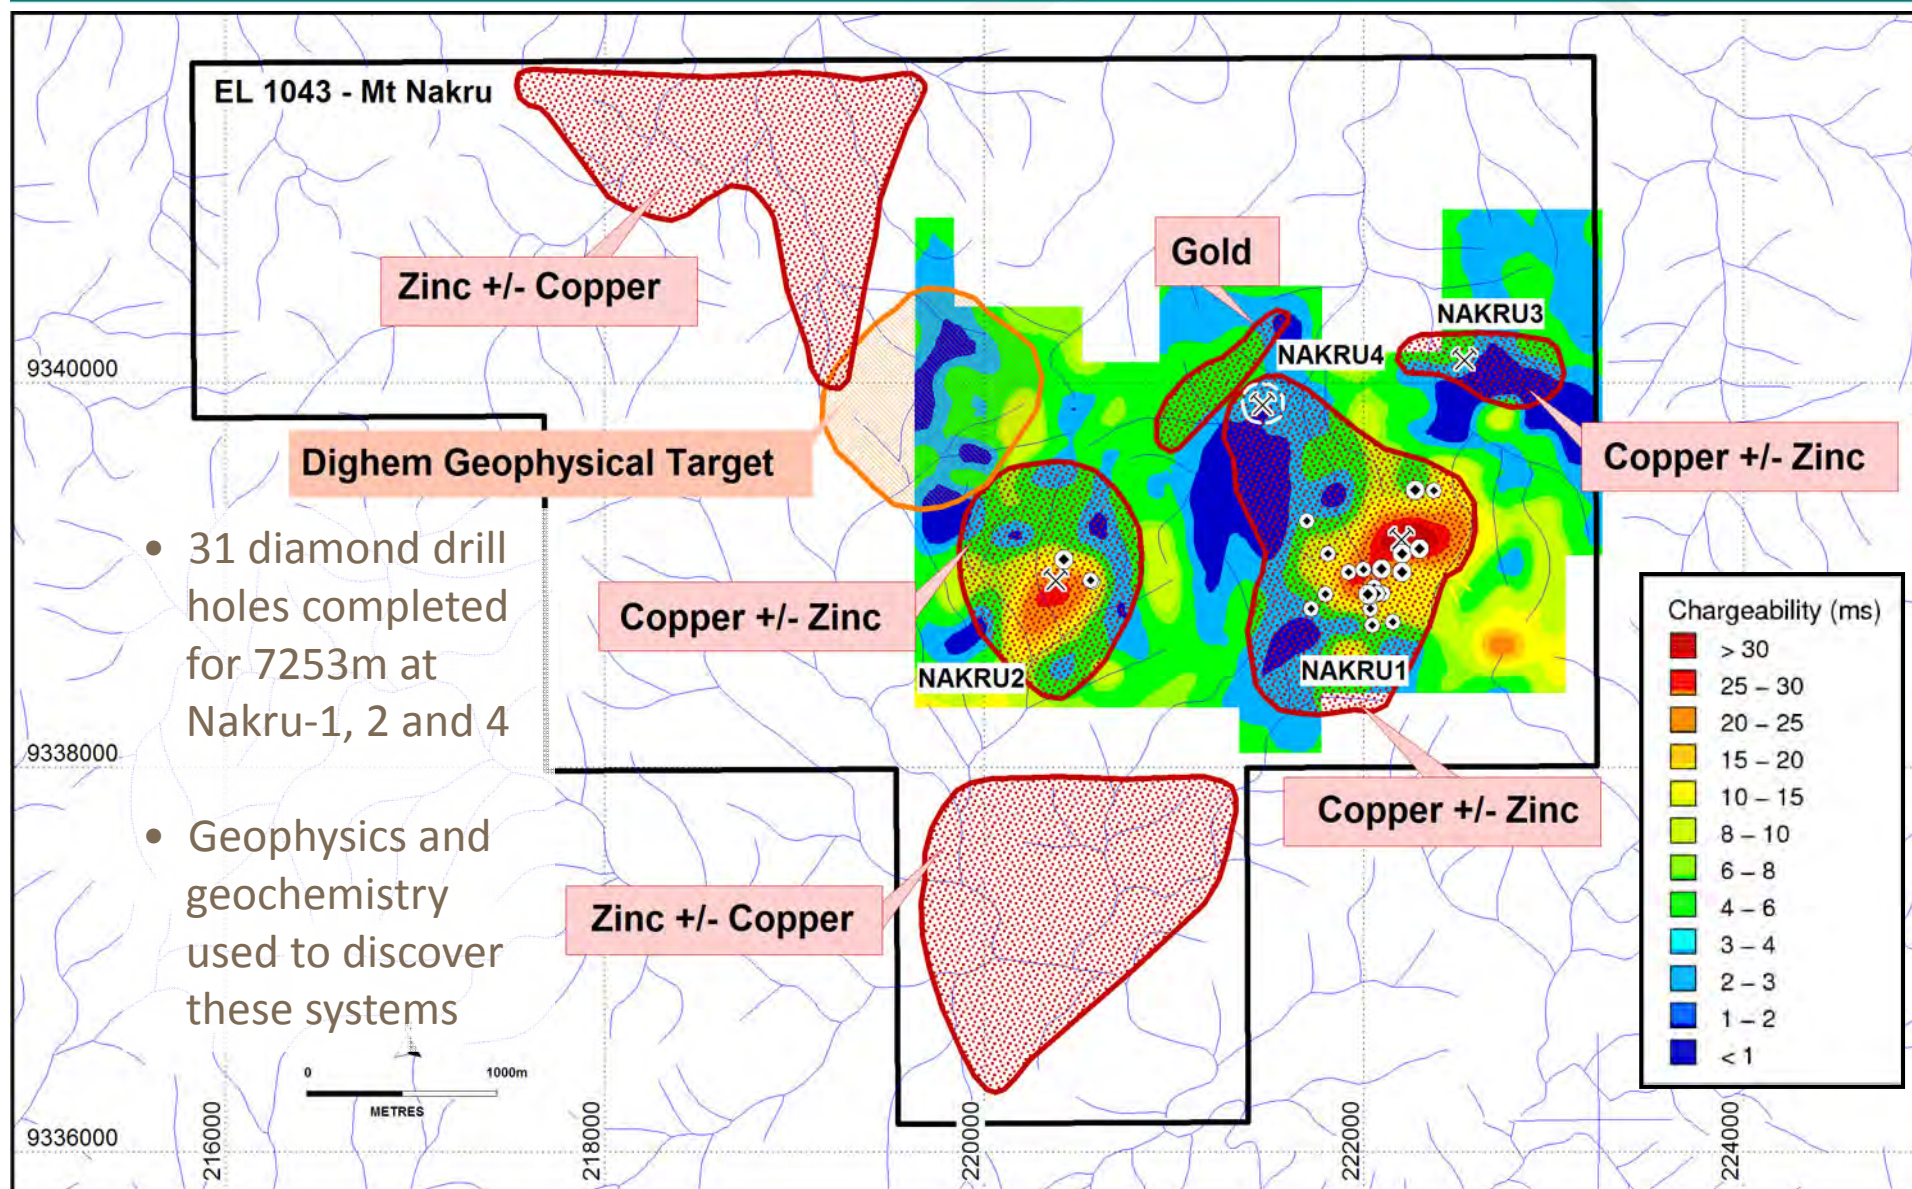 EL 1043 - Mt Nakru
Zinc +/- Copper
Gold
NAKRU3
NAKRU4
9340000
Dighem Geophysical Target
Copper +/- Zinc
• 31 diamond drill
holes completed
for 7253m at
Nakru-1, 2 and 4
Copper +/- Zinc
NAKRU2
NAKRU1
9338000
Copper +/- Zinc
• Geophysics and
geochemistry
used to discover
these systems
Zinc +/- Copper
Chargeability (ms)
> 30
25 – 30
20 – 25
15 – 20
10 – 15
8 – 10
6 – 8
4 – 6
3 – 4
2 – 3
1 – 2
< 1
0 1000m
METRES
9336000
216000
218000
220000
222000
224000